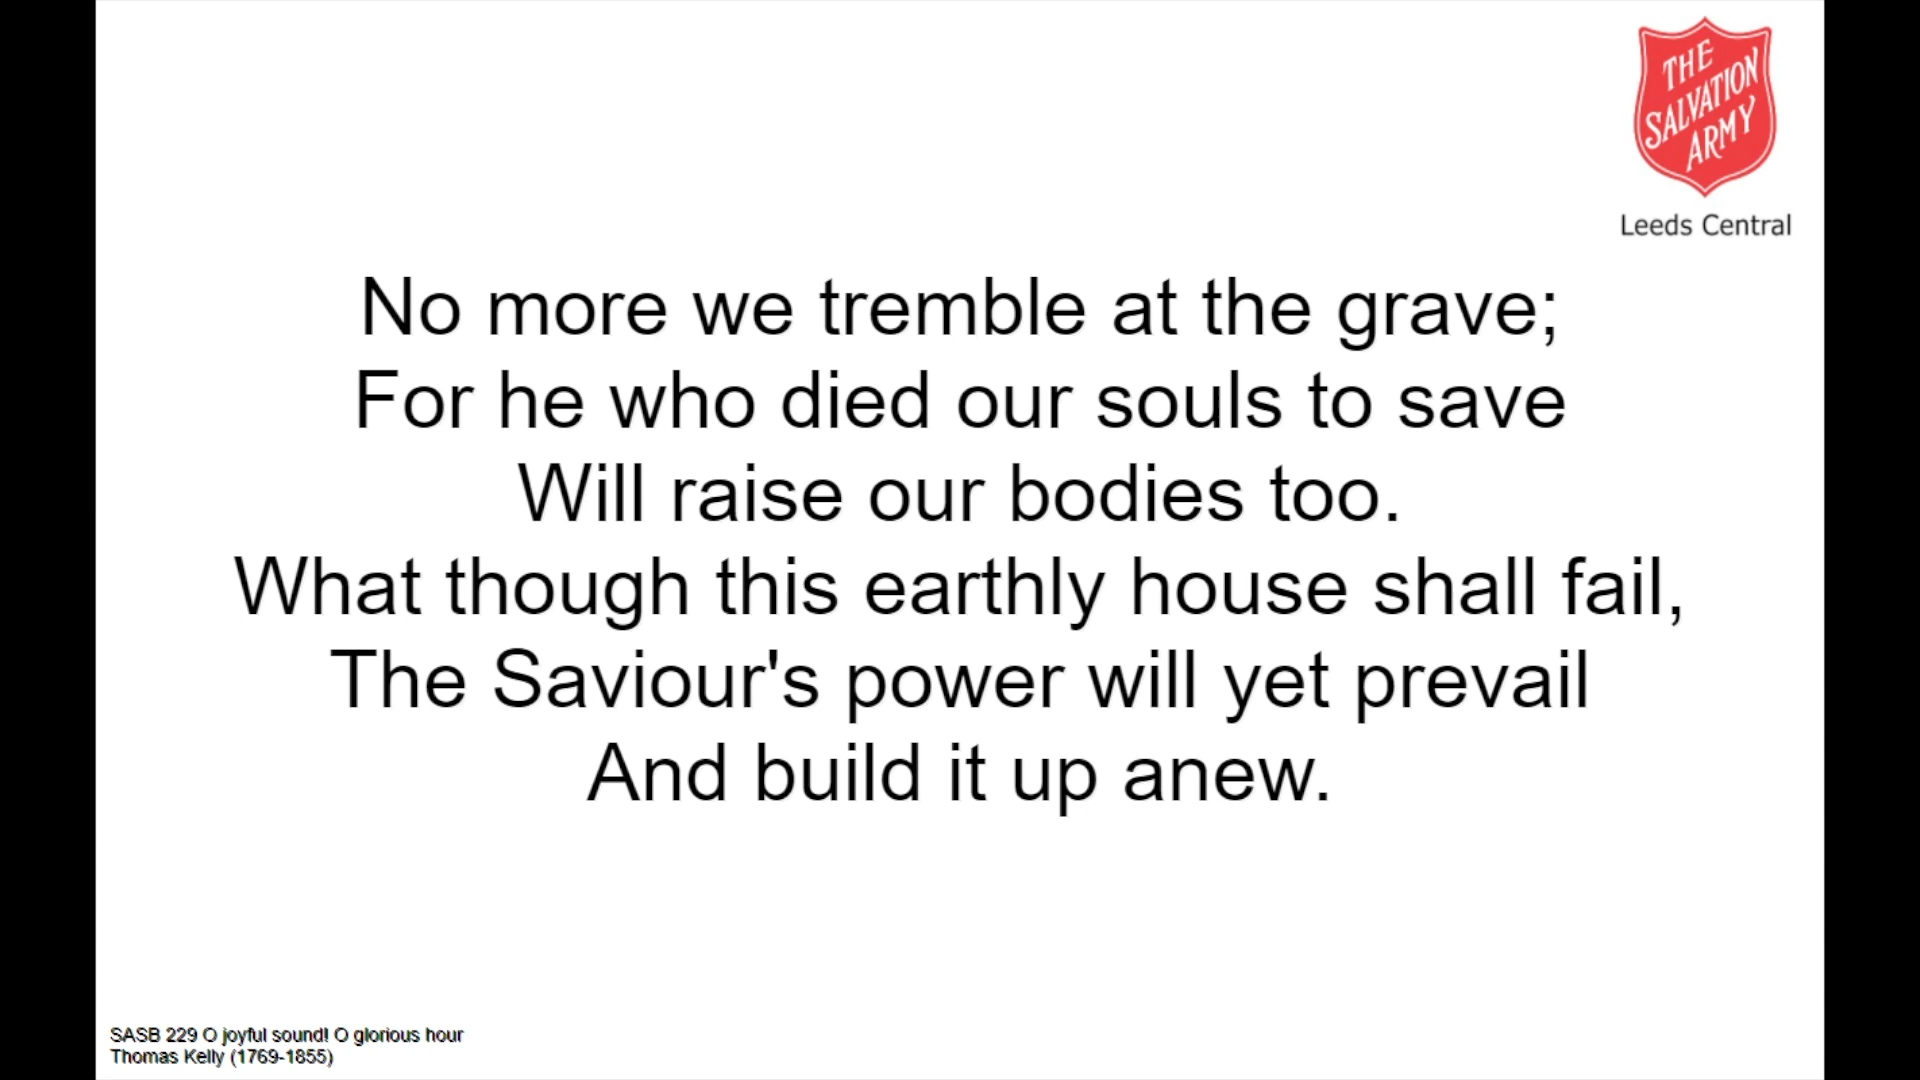 THE
SALVATION
ARMY
Leeds Central
No more we tremble at the grave;
For he who died our souls to save
Will raise our bodies too.
What though this earthly house shall fail,
The Saviour's power will yet prevail
And build it up anew.
SASB 229 O joyful sound! O glorious hour
Thomas Kelly (1769-1855)